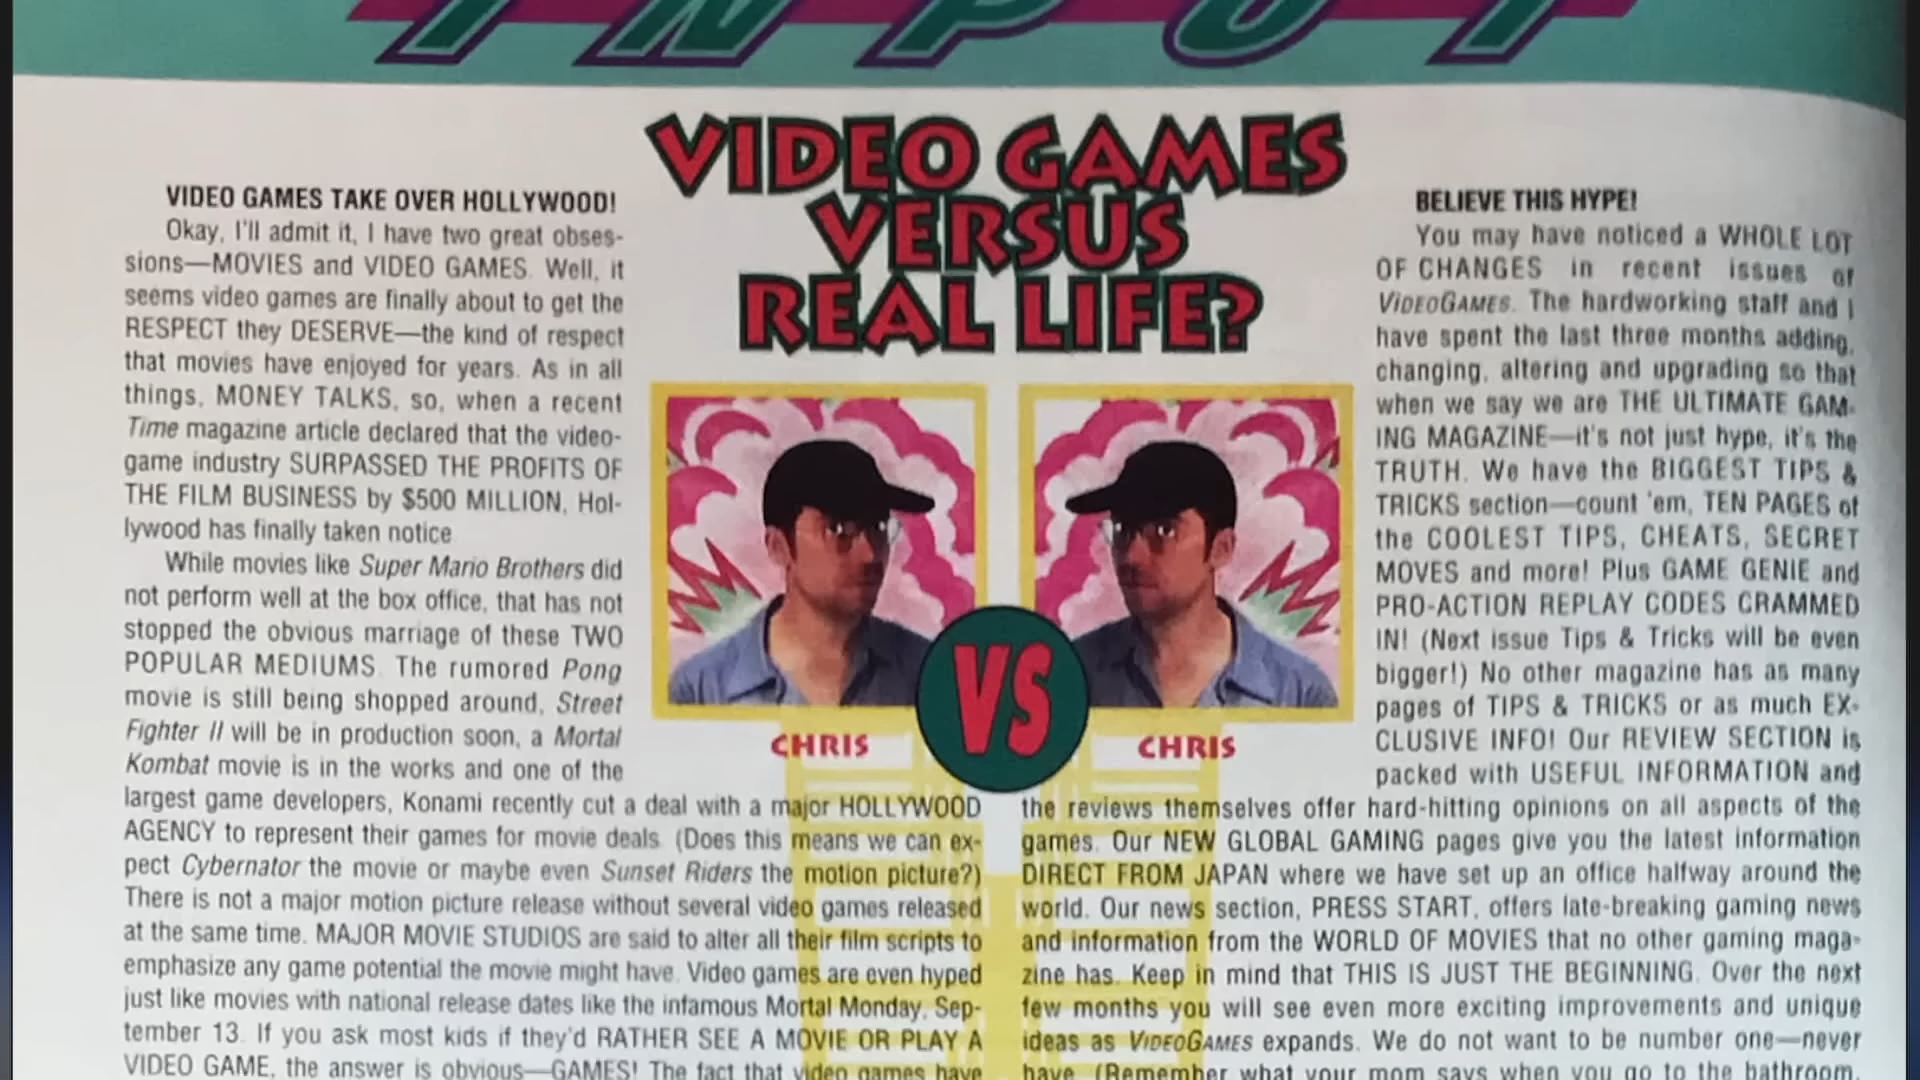 INPUT
VIDEO GAMES
VERSUS
REAL LIFE?
VIDEO GAMES TAKE OVER HOLLYWOOD!
Okay, I'll admit it, I have two great obses-
sions—MOVIES and VIDEO GAMES. Well, it
seems video games are finally about to get the
RESPECT they DESERVE—the kind of respect
that movies have enjoyed for years. As in all
things, MONEY TALKS, so, when a recent
Time magazine article declared that the video-
game industry SURPASSED THE PROFITS OF
THE FILM BUSINESS by $500 MILLION, Hol-
lywood has finally taken notice
While movies like Super Mario Brothers did
not perform well at the box office, that has not
stopped the obvious marriage of these TWO
POPULAR MEDIUMS. The rumored Pong
movie is still being shopped around, Street
Fighter II will be in production soon, a Mortal
Kombat movie is in the works and one of the
largest game developers, Konami recently cut a deal with a major HOLLYWOOD
AGENCY to represent their games for movie deals. (Does this means we can ex-
pect Cybernator the movie or maybe even Sunset Riders the motion picture?)
There is not a major motion picture release without several video games released
at the same time. MAJOR MOVIE STUDIOS are said to alter all their film scripts to
emphasize any game potential the movie might have. Video games are even hyped
just like movies with national release dates like the infamous Mortal Monday, Sep-
tember 13. If you ask most kids if they'd RATHER SEE A MOVIE OR PLAY A
VIDEO GAME, the answer is obvious—GAMES! The fact that video games have
CHRIS
VS
CHRIS
BELIEVE THIS HYPE!
You may have noticed a WHOLE LOT
OF CHANGES in recent issues of
VIDEOGAMES. The hardworking staff and I
have spent the last three months adding,
changing, altering and upgrading so that
when we say we are THE ULTIMATE GAM-
ING MAGAZINE—it's not just hype, it's the
TRUTH. We have the BIGGEST TIPS &
TRICKS section—count 'em, TEN PAGES of
the COOLEST TIPS, CHEATS, SECRET
MOVES and more! Plus GAME GENIE and
PRO-ACTION REPLAY CODES CRAMMED
IN! (Next issue Tips & Tricks will be even
bigger!) No other magazine has as many
pages of TIPS & TRICKS or as much EX-
CLUSIVE INFO! Our REVIEW SECTION is
packed with USEFUL INFORMATION and
the reviews themselves offer hard-hitting opinions on all aspects of the
games. Our NEW GLOBAL GAMING pages give you the latest information
DIRECT FROM JAPAN where we have set up an office halfway around the
world. Our news section, PRESS START, offers late-breaking gaming news
and information from the WORLD OF MOVIES that no other gaming maga-
zine has. Keep in mind that THIS IS JUST THE BEGINNING. Over the next
few months you will see even more exciting improvements and unique
ideas as VIDEOGAMES expands. We do not want to be number one—never
have. (Remember what your mom says when you go to the bathroom.